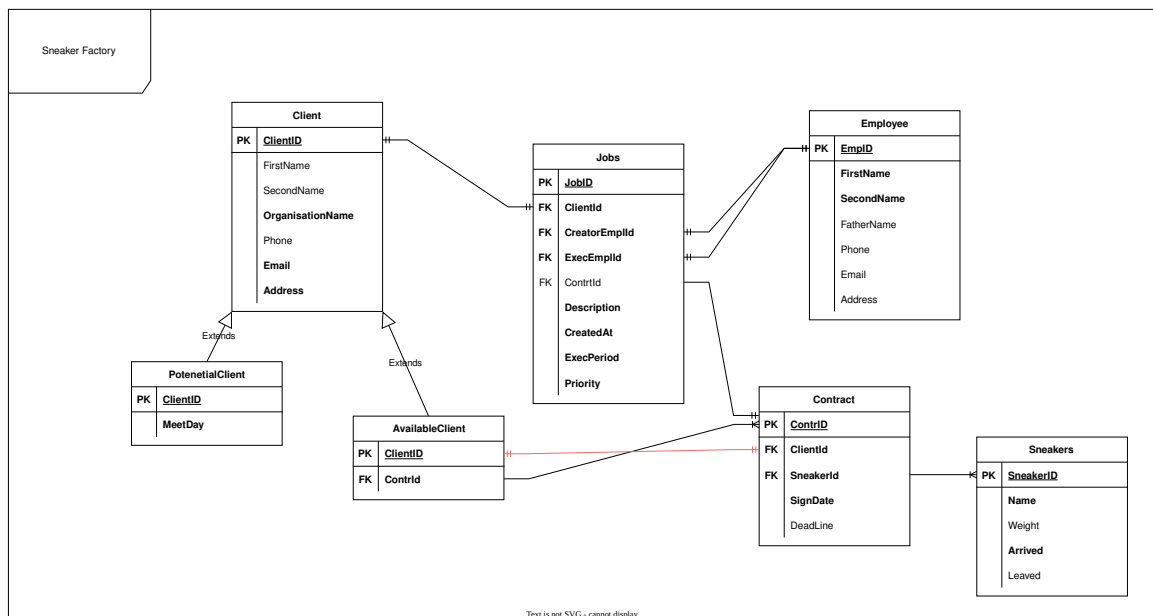 Sneaker Factory
Client
PK ClientID
FirstName
SecondName
OrganisationName
Phone
Email
Address
Extends
Extends
PotenetialClient
PK ClientID
MeetDay
AvailableClient
PK ClientID
FK ContrId
Jobs
PK JobID
FK ClientId
FK CreatorEmplId
FK ExecEmplId
FK ContrtId
Description
CreatedAt
ExecPeriod
Priority
Employee
PK EmpID
FirstName
SecondName
FatherName
Phone
Email
Address
Contract
PK ContrID
FK ClientId
FK SneakerId
SignDate
DeadLine
Sneakers
PK SneakerID
Name
Weight
Arrived
Leaved
Text is not SVG - cannot display